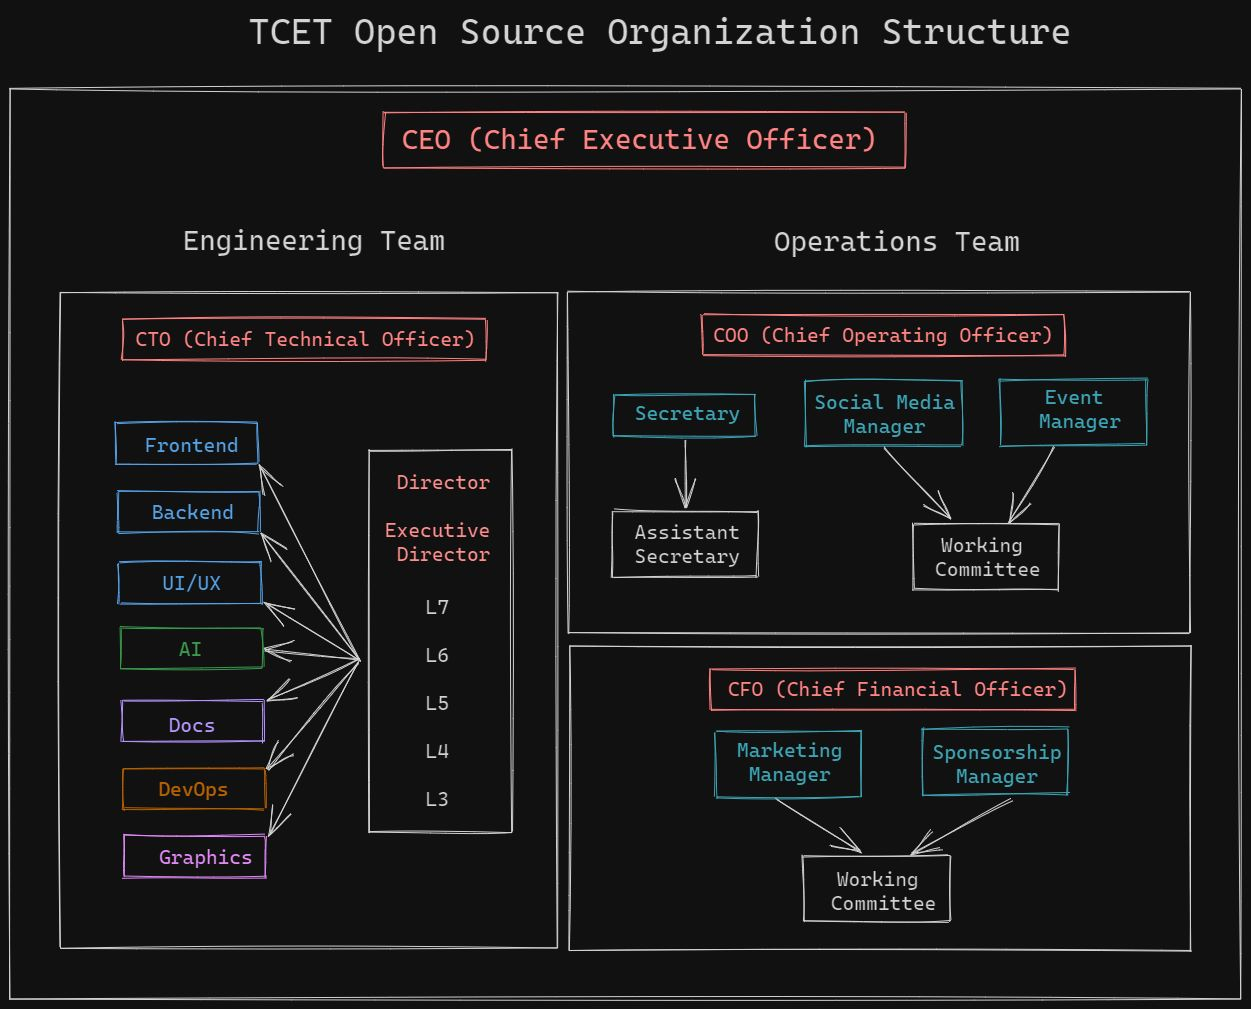 TCET Open Source Organization Structure
CEO (Chief Executive Officer)
Engineering Team
CTO (Chief Technical Officer)
Frontend
Backend
UI/UX
AI
Docs
DevOps
Graphics
Director
Executive
Director
L7
L6
L5
L4
L3
Operations Team
COO (Chief Operating Officer)
Secretary
Social Media
Manager
Event
Manager
Assistant
Secretary
Working
Committee
CFO (Chief Financial Officer)
Marketing
Manager
Sponsorship
Manager
Working
Committee